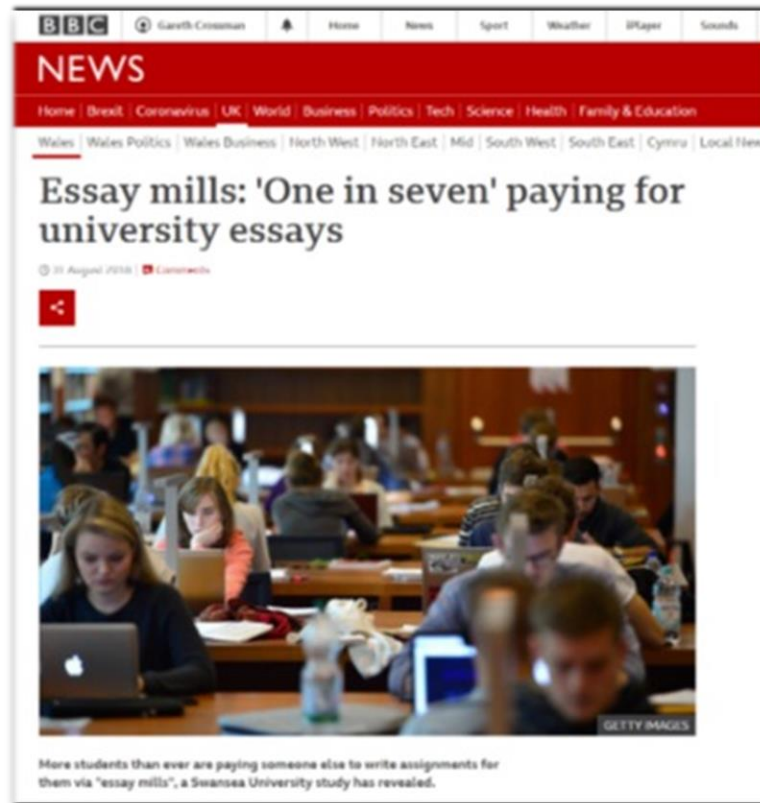 BBC Gareth Crossman Home News Sport Weather iPlayer Sounds
NEWS
Home Brexit Coronavirus UK World Business Politics Tech Science Health Family & Education
Wales Wales Politics Wales Business North West North East Mid South West South East Cymru Local New
Essay mills: 'One in seven' paying for
university essays
31 August 2018 Comments
GETTY IMAGES
More students than ever are paying someone else to write assignments for
them via "essay mills", a Swansea University study has revealed.